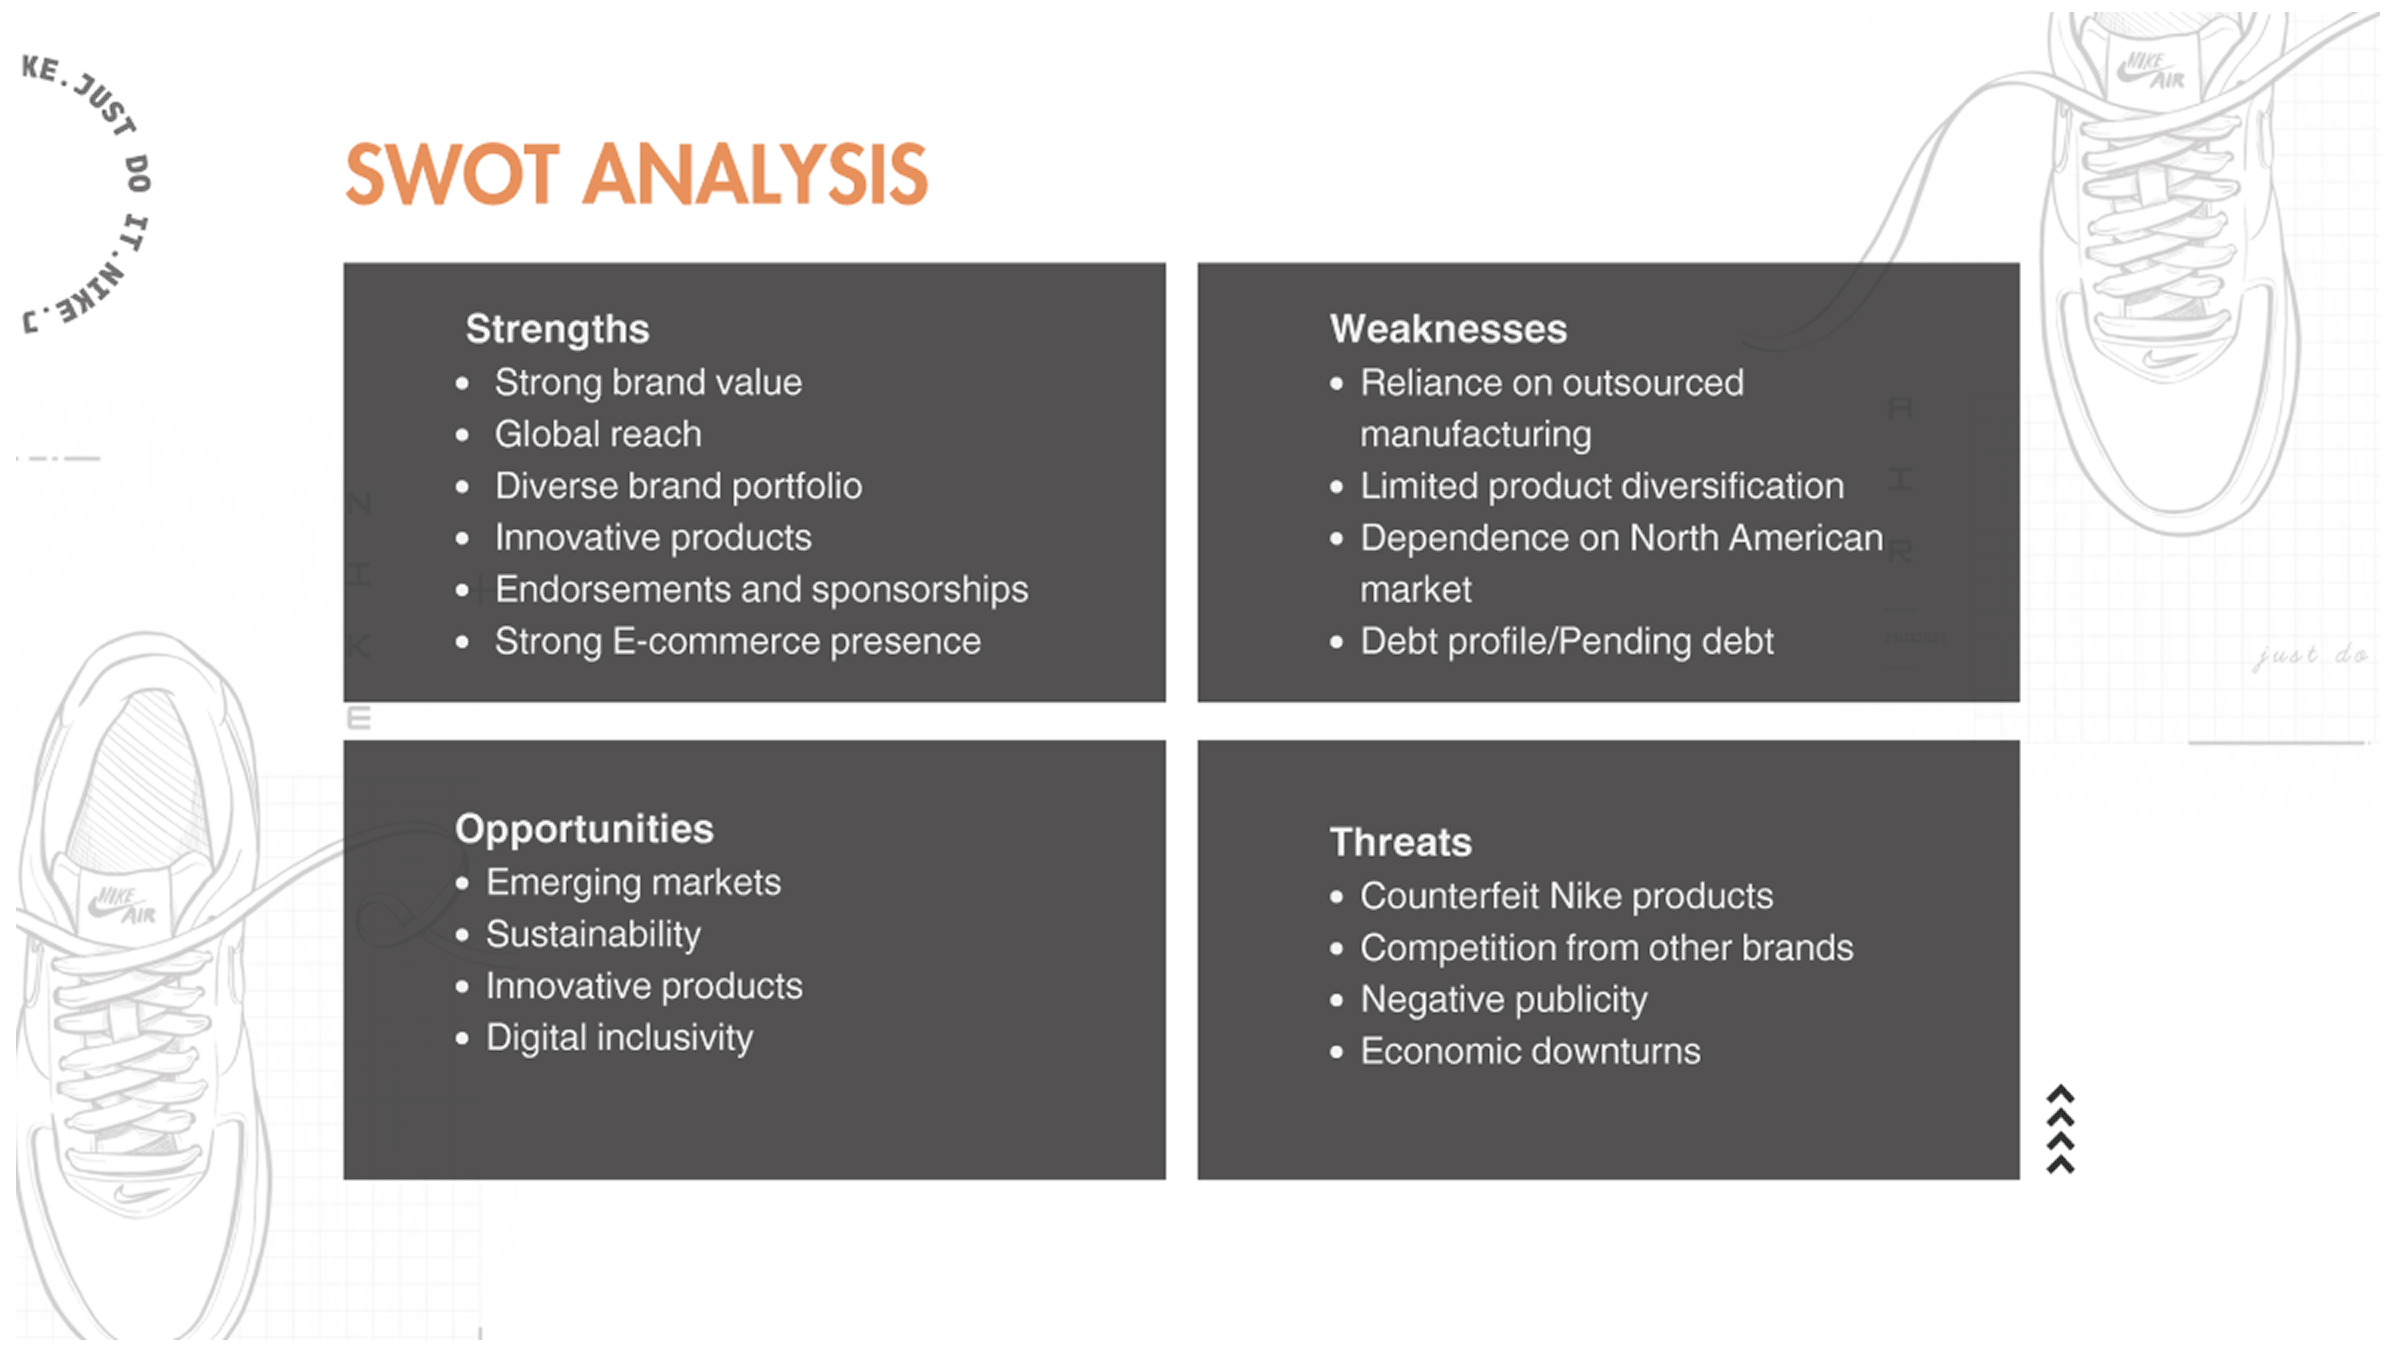 KE.JUST DO IT.NIKE.J
NIKE
AIR
SWOT ANALYSIS
Strengths
• Strong brand value
• Global reach
• Diverse brand portfolio
• Innovative products
• Endorsements and sponsorships
• Strong E-commerce presence
Weaknesses
• Reliance on outsourced
manufacturing
• Limited product diversification
• Dependence on North American
market
• Debt profile/Pending debt
AIR
just do
NIKE
Opportunities
• Emerging markets
• Sustainability
• Innovative products
• Digital inclusivity
Threats
• Counterfeit Nike products
• Competition from other brands
• Negative publicity
• Economic downturns
NIKE
AIR